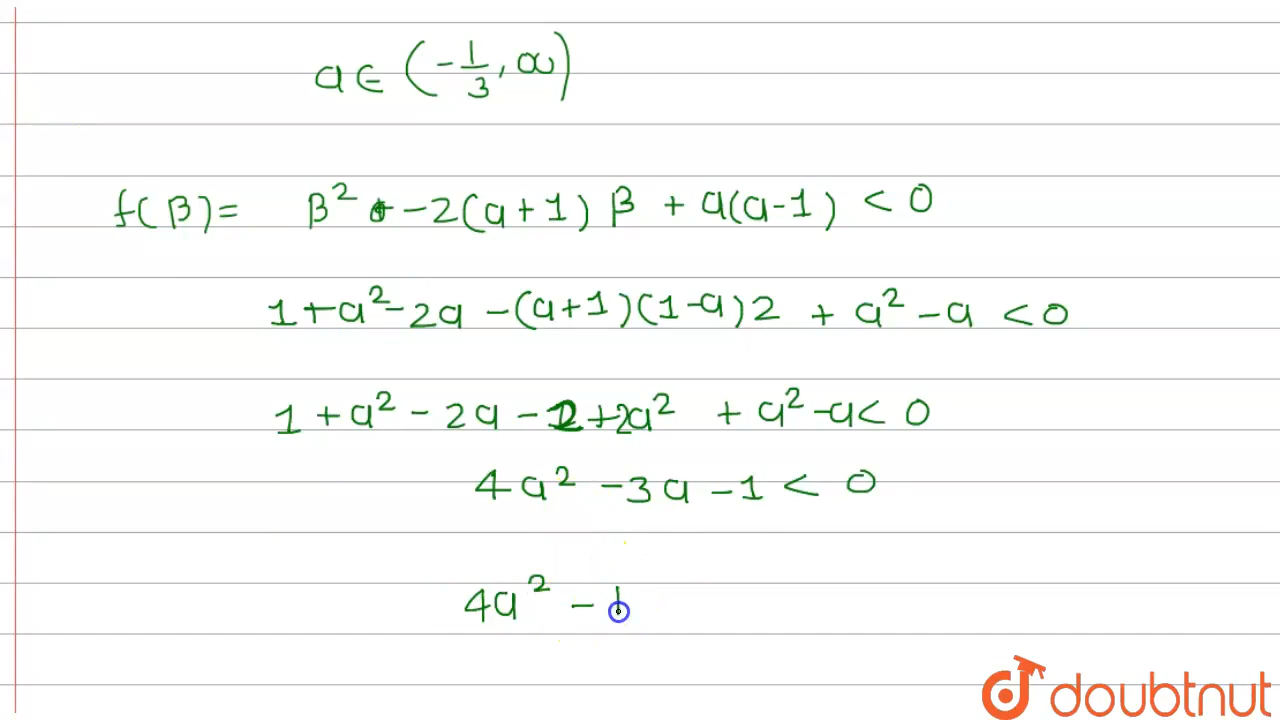 a ∈ (-1/3, ∞)
f(β) = β² - 2(a+1) β + a(a-1) < 0
1 + a² - 2a - (a+1)(1-a)2 + a² - a < 0
1 + a² - 2a - 2 + 2a² + a² - a < 0
4a² - 3a - 1 < 0
4a² -
doubtnut